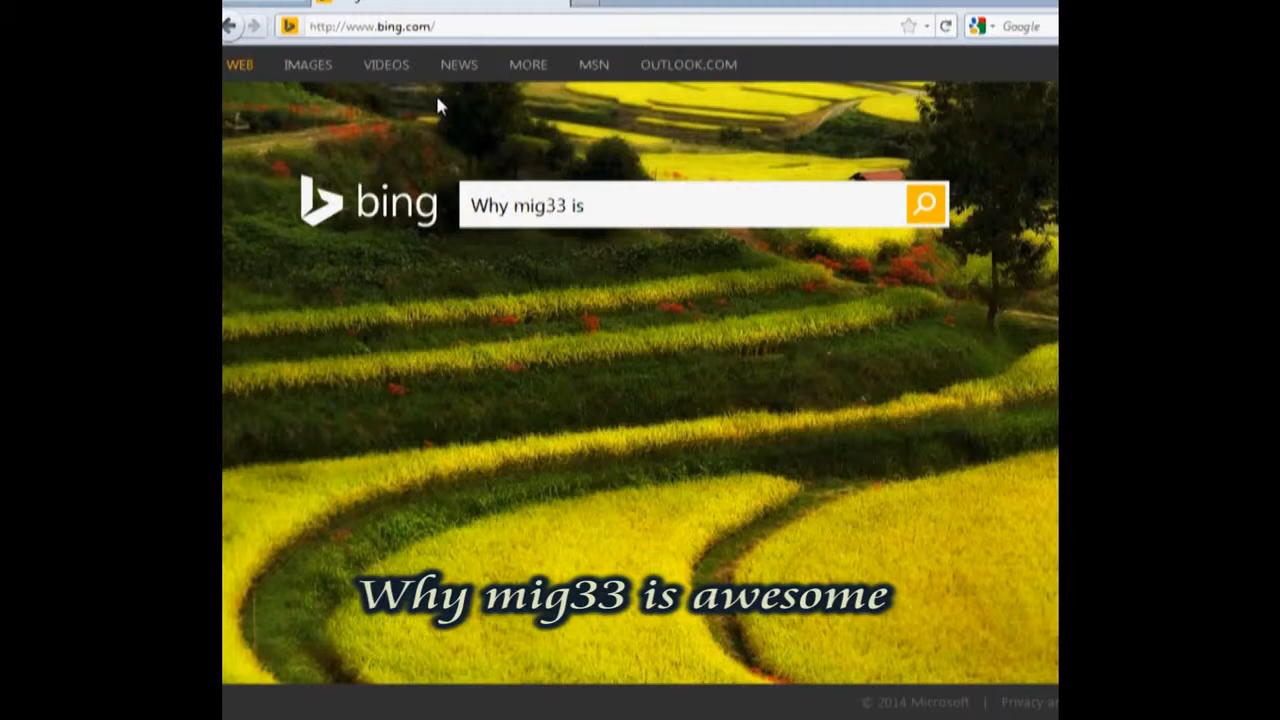 http://www.bing.com/
Google
WEB IMAGES VIDEOS NEWS MORE MSN OUTLOOK.COM
bing
Why mig33 is
Why mig33 is awesome
© 2014 Microsoft | Privacy